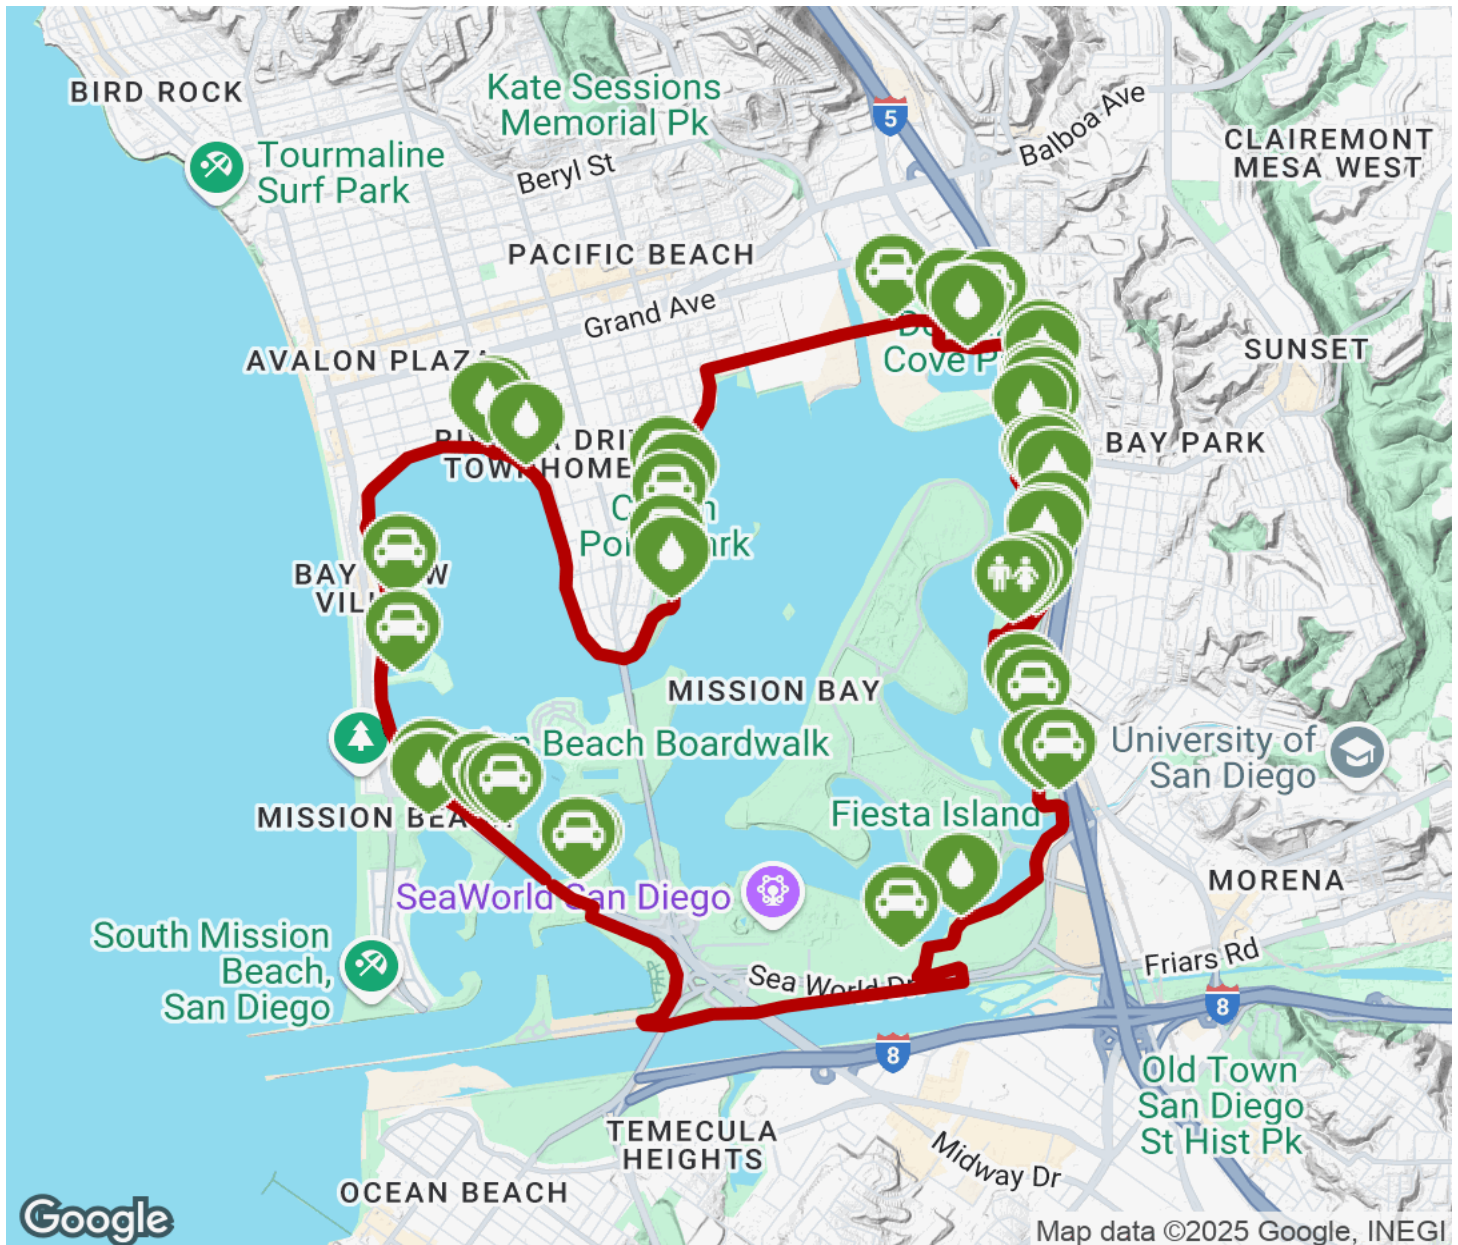 BIRD ROCK
Kate Sessions
Memorial Pk
5
Balboa Ave
CLAIREMONT
MESA WEST
Tourmaline
Surf Park
Beryl St
PACIFIC BEACH
Grand Ave
Cove P
SUNSET
AVALON PLAZA
BAY PARK
BAY
MISSION BAY
Beach Boardwalk
University of
San Diego
MISSION BEA
Fiesta Island
SeaWorld San Diego
MORENA
South Mission
Beach,
San Diego
Friars Rd
Sea World Dr
8
8
Old Town
San Diego
St Hist Pk
TEMECULA
HEIGHTS
Midway Dr
OCEAN BEACH
Google
Map data ©2025 Google, INEGI